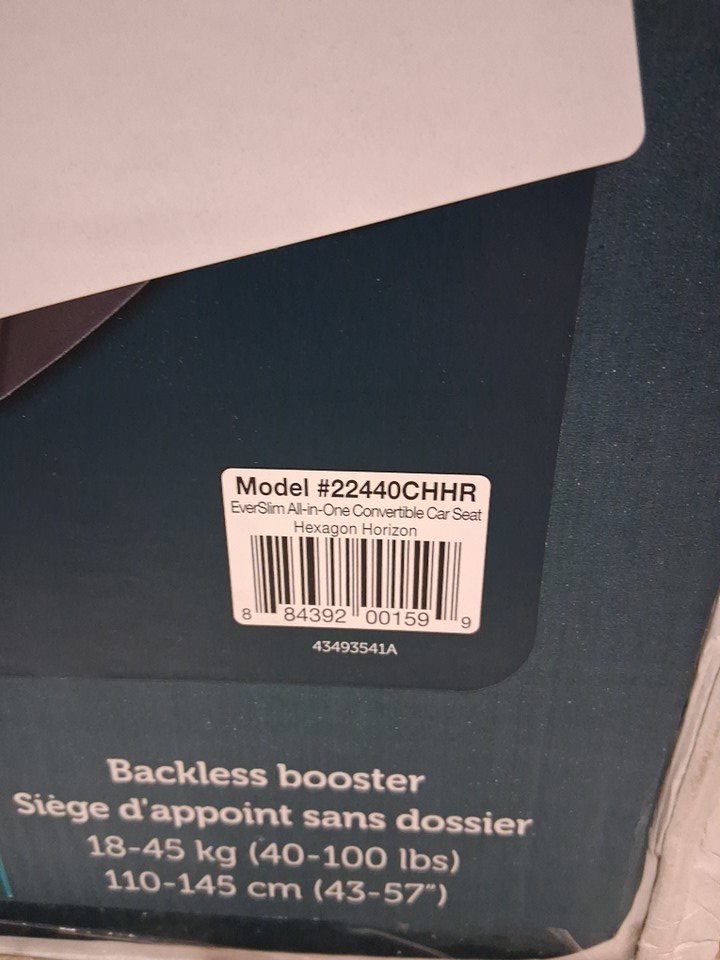 Model #22440CHHR
EverSlim All-in-One Convertible Car Seat
Hexagon Horizon
8 84392 00159 9
43493541A
Backless booster
Siège d'appoint sans dossier
18-45 kg (40-100 lbs)
110-145 cm (43-57")